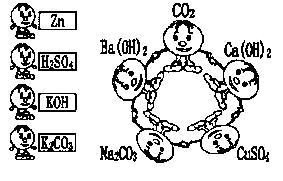 Zn
H₂SO₄
KOH
K₂CO₃
CO₂
Ba(OH)₂
Ca(OH)₂
Na₂CO₃
CuSO₄